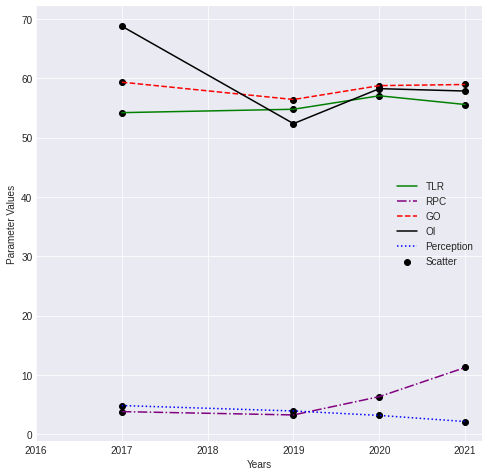 70
60
50
40
30
20
10
0
Parameter Values
TLR
RPC
GO
OI
Perception
Scatter
2016 2017 2018 2019 2020 2021
Years